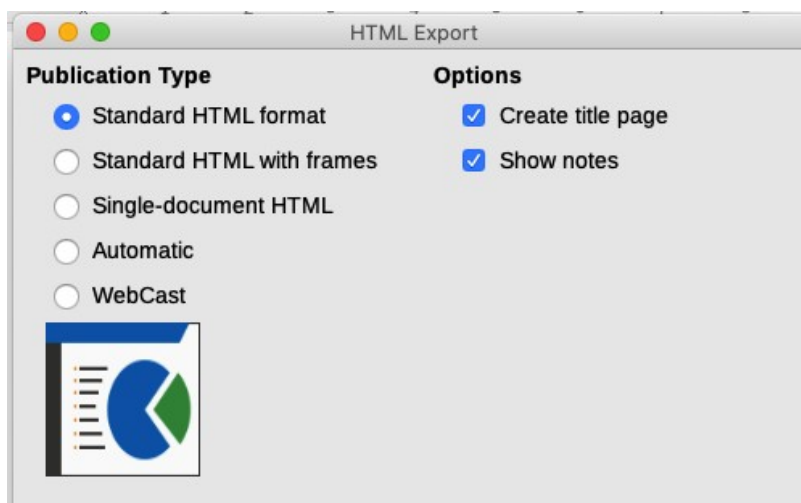 HTML Export
Publication Type
Standard HTML format
Standard HTML with frames
Single-document HTML
Automatic
WebCast
Options
Create title page
Show notes